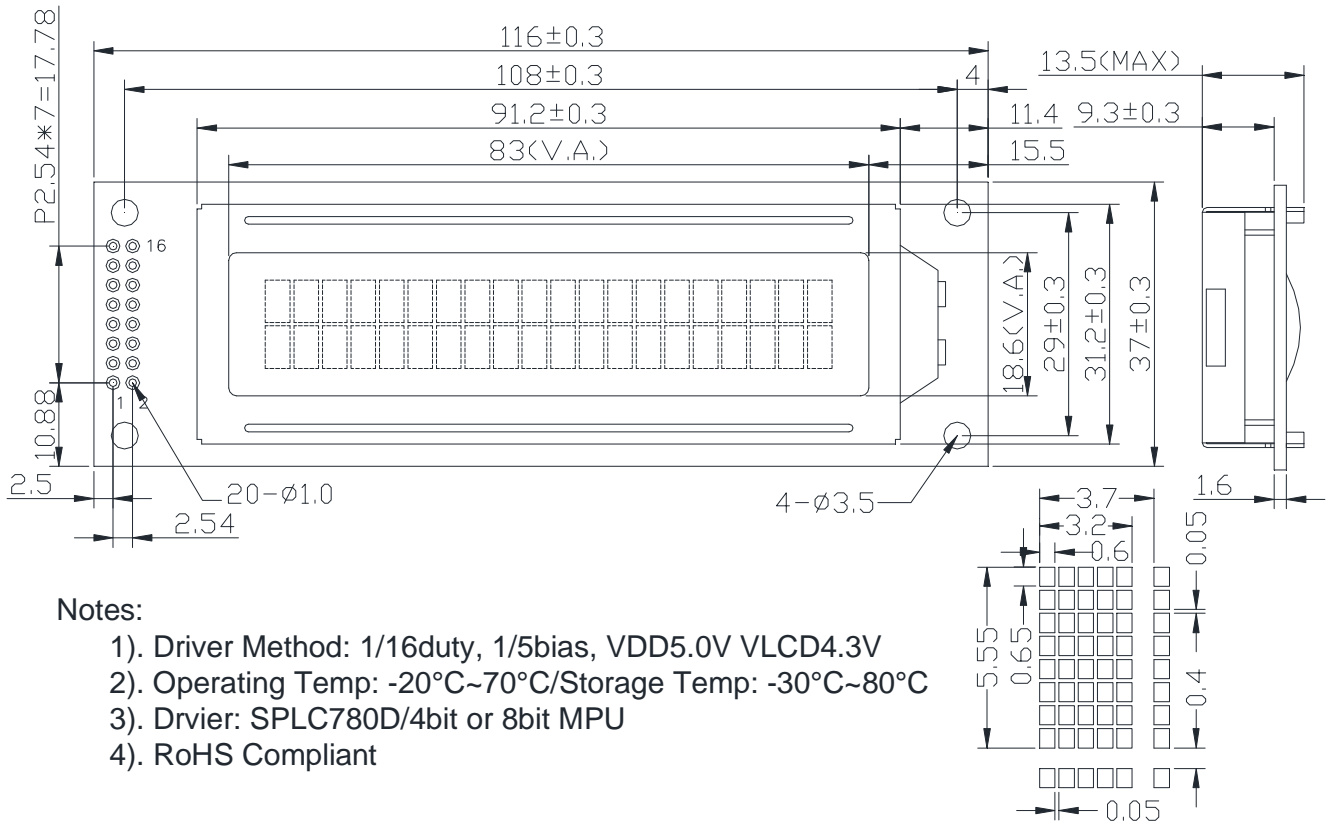 116±0.3
108±0.3
4
13.5(MAX)
91.2±0.3
11.4
9.3±0.3
83(V.A.)
15.5
P2.54*7=17.78
16
18.6(V.A.)
29±0.3
31.2±0.3
37±0.3
1
2
10.88
2.5
20-Ø1.0
4-Ø3.5
1.6
2.54
3.7
3.2
0.6
0.05
5.55
0.65
0.4
0.05
Notes:
1). Driver Method: 1/16duty, 1/5bias, VDD5.0V VLCD4.3V
2). Operating Temp: -20°C~70°C/Storage Temp: -30°C~80°C
3). Drvier: SPLC780D/4bit or 8bit MPU
4). RoHS Compliant